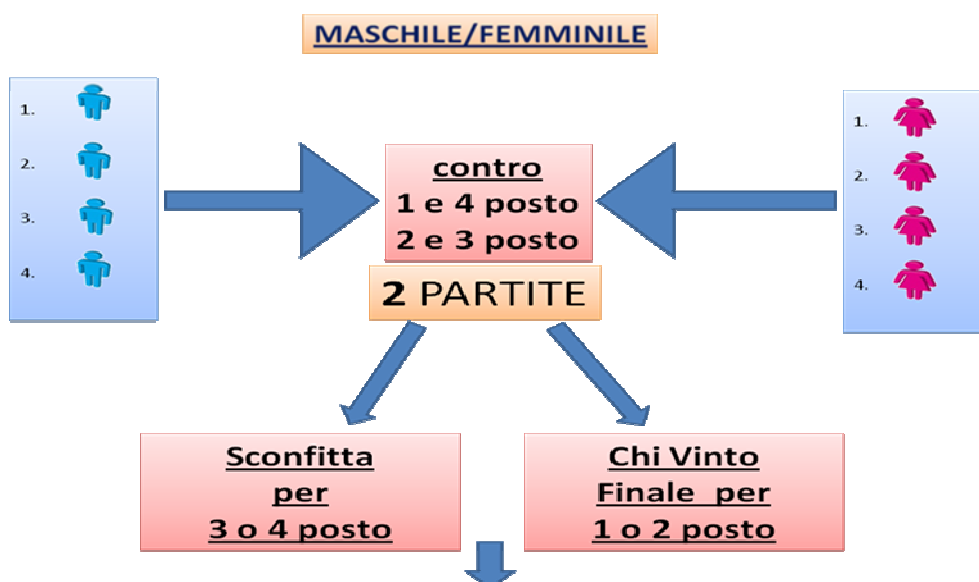 MASCHILE/FEMMINILE
1.
2.
3.
4.
contro
1 e 4 posto
2 e 3 posto
2 PARTITE
1.
2.
3.
4.
Sconfitta
per
3 o 4 posto
Chi Vinto
Finale per
1 o 2 posto